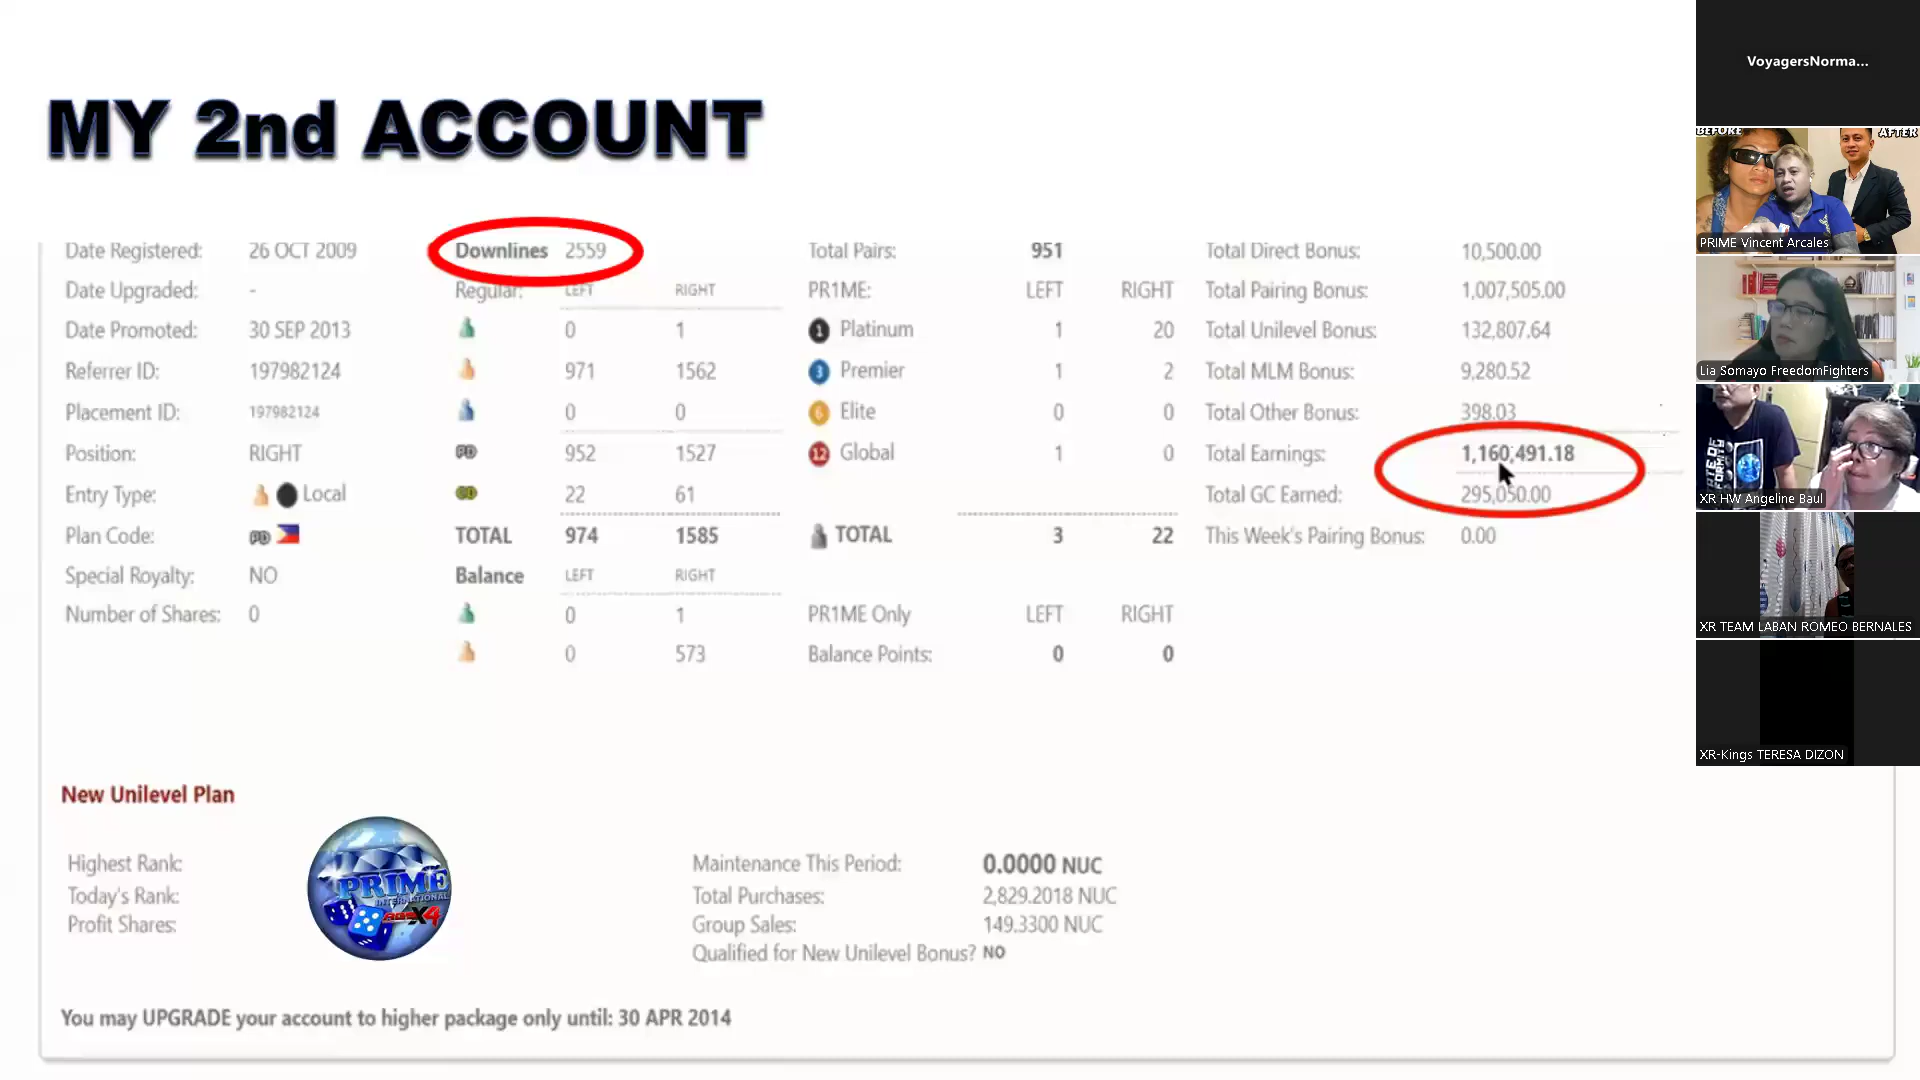 MY 2nd ACCOUNT
Date Registered: 26 OCT 2009 Downlines 2559 Total Pairs: 951 Total Direct Bonus: 10,500.00
Date Upgraded: - Regular: LEFT RIGHT PR1ME: LEFT RIGHT Total Pairing Bonus: 1,007,505.00
Date Promoted: 30 SEP 2013 0 1 1 Platinum 1 20 Total Unilevel Bonus: 132,807.64
Referrer ID: 197982124 971 1562 3 Premier 1 2 Total MLM Bonus: 9,280.52
Placement ID: 197982124 0 0 6 Elite 0 0 Total Other Bonus: 398.03
Position: RIGHT PD 952 1527 12 Global 1 0 Total Earnings: 1,160,491.18
Entry Type: Local CD 22 61 Total GC Earned: 295,050.00
Plan Code: PD TOTAL 974 1585 TOTAL 3 22 This Week's Pairing Bonus: 0.00
Special Royalty: NO Balance LEFT RIGHT
Number of Shares: 0 0 1 PR1ME Only LEFT RIGHT
0 573 Balance Points: 0 0
New Unilevel Plan
Highest Rank: Maintenance This Period: 0.0000 NUC
Today's Rank: Total Purchases: 2,829.2018 NUC
Profit Shares: Group Sales: 149.3300 NUC
Qualified for New Unilevel Bonus? NO
PRIME
INTERNATIONAL
X4
You may UPGRADE your account to higher package only until: 30 APR 2014
VoyagersNorma...
BEFORE AFTER
PRIME Vincent Arcales
Lia Somayo FreedomFighters
XR HW Angeline Baul
XR TEAM LABAN ROMEO BERNALES
XR-Kings TERESA DIZON